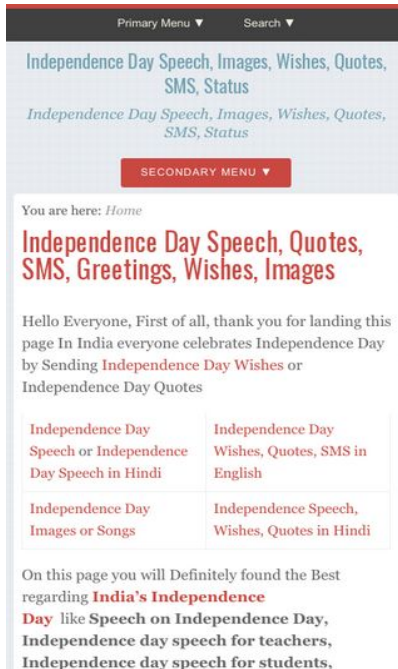 Primary Menu ▼ Search ▼
Independence Day Speech, Images, Wishes, Quotes,
SMS, Status
Independence Day Speech, Images, Wishes, Quotes,
SMS, Status
SECONDARY MENU ▼
You are here: Home
Independence Day Speech, Quotes,
SMS, Greetings, Wishes, Images
Hello Everyone, First of all, thank you for landing this
page In India everyone celebrates Independence Day
by Sending Independence Day Wishes or
Independence Day Quotes
Independence Day
Speech or Independence
Day Speech in Hindi
Independence Day
Wishes, Quotes, SMS in
English
Independence Day
Images or Songs
Independence Speech,
Wishes, Quotes in Hindi
On this page you will Definitely found the Best
regarding India's Independence
Day like Speech on Independence Day,
Independence day speech for teachers,
Independence day speech for students,